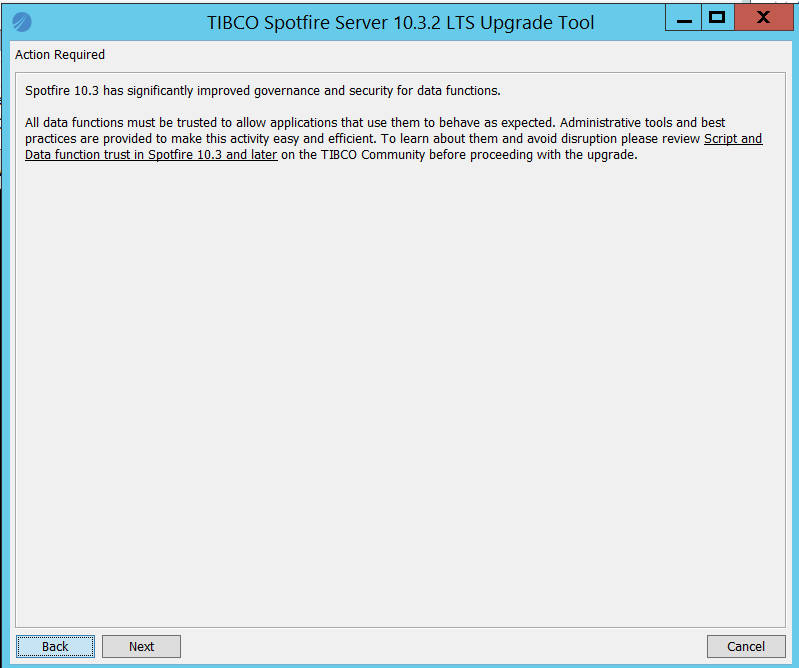 TIBCO Spotfire Server 10.3.2 LTS Upgrade Tool
Action Required
Spotfire 10.3 has significantly improved governance and security for data functions.
All data functions must be trusted to allow applications that use them to behave as expected. Administrative tools and best
practices are provided to make this activity easy and efficient. To learn about them and avoid disruption please review Script and
Data function trust in Spotfire 10.3 and later on the TIBCO Community before proceeding with the upgrade.
Back Next Cancel